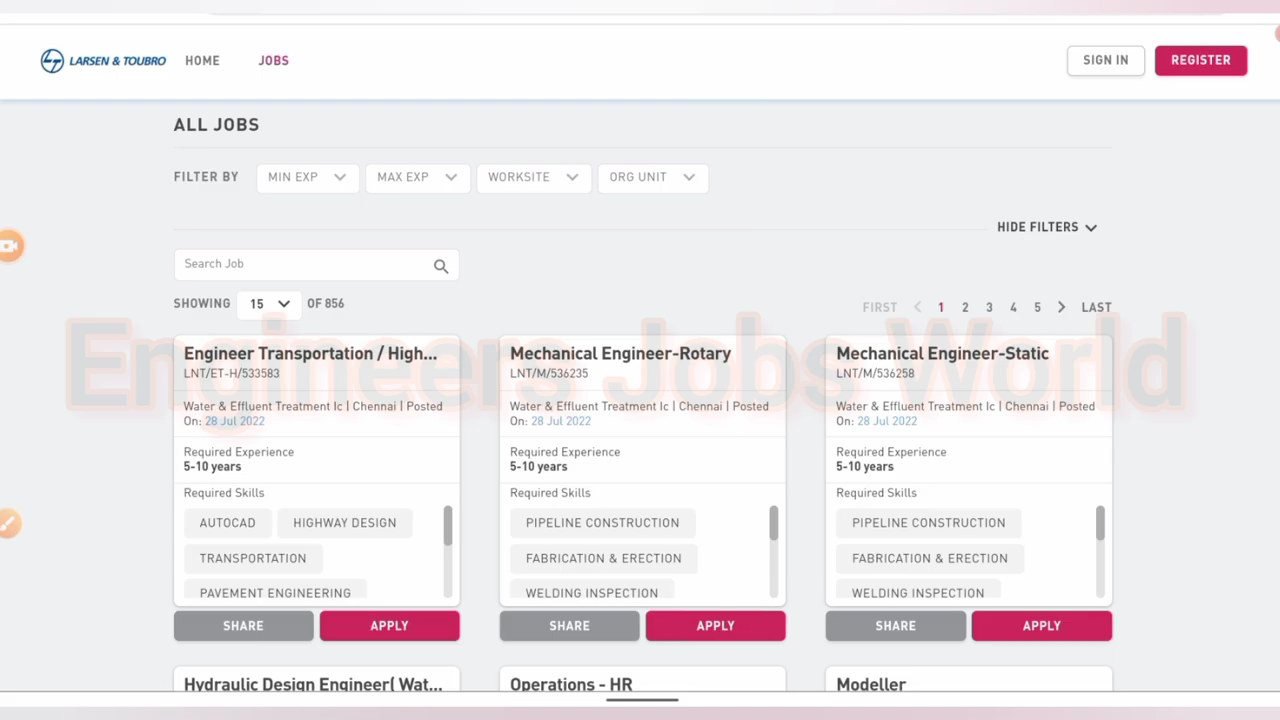 LARSEN & TOUBRO HOME JOBS SIGN IN REGISTER
ALL JOBS
FILTER BY MIN EXP MAX EXP WORKSITE ORG UNIT
HIDE FILTERS
Search Job
SHOWING 15 OF 856 FIRST 1 2 3 4 5 LAST
Engineers Jobs World
Engineer Transportation / High...
LNT/ET-H/533583
Water & Effluent Treatment Ic | Chennai | Posted
On: 28 Jul 2022
Required Experience
5-10 years
Required Skills
AUTOCAD HIGHWAY DESIGN
TRANSPORTATION
PAVEMENT ENGINEERING
SHARE APPLY
Mechanical Engineer-Rotary
LNT/M/536235
Water & Effluent Treatment Ic | Chennai | Posted
On: 28 Jul 2022
Required Experience
5-10 years
Required Skills
PIPELINE CONSTRUCTION
FABRICATION & ERECTION
WELDING INSPECTION
SHARE APPLY
Mechanical Engineer-Static
LNT/M/536258
Water & Effluent Treatment Ic | Chennai | Posted
On: 28 Jul 2022
Required Experience
5-10 years
Required Skills
PIPELINE CONSTRUCTION
FABRICATION & ERECTION
WELDING INSPECTION
SHARE APPLY
Hydraulic Design Engineer( Wat...
Operations - HR
Modeller